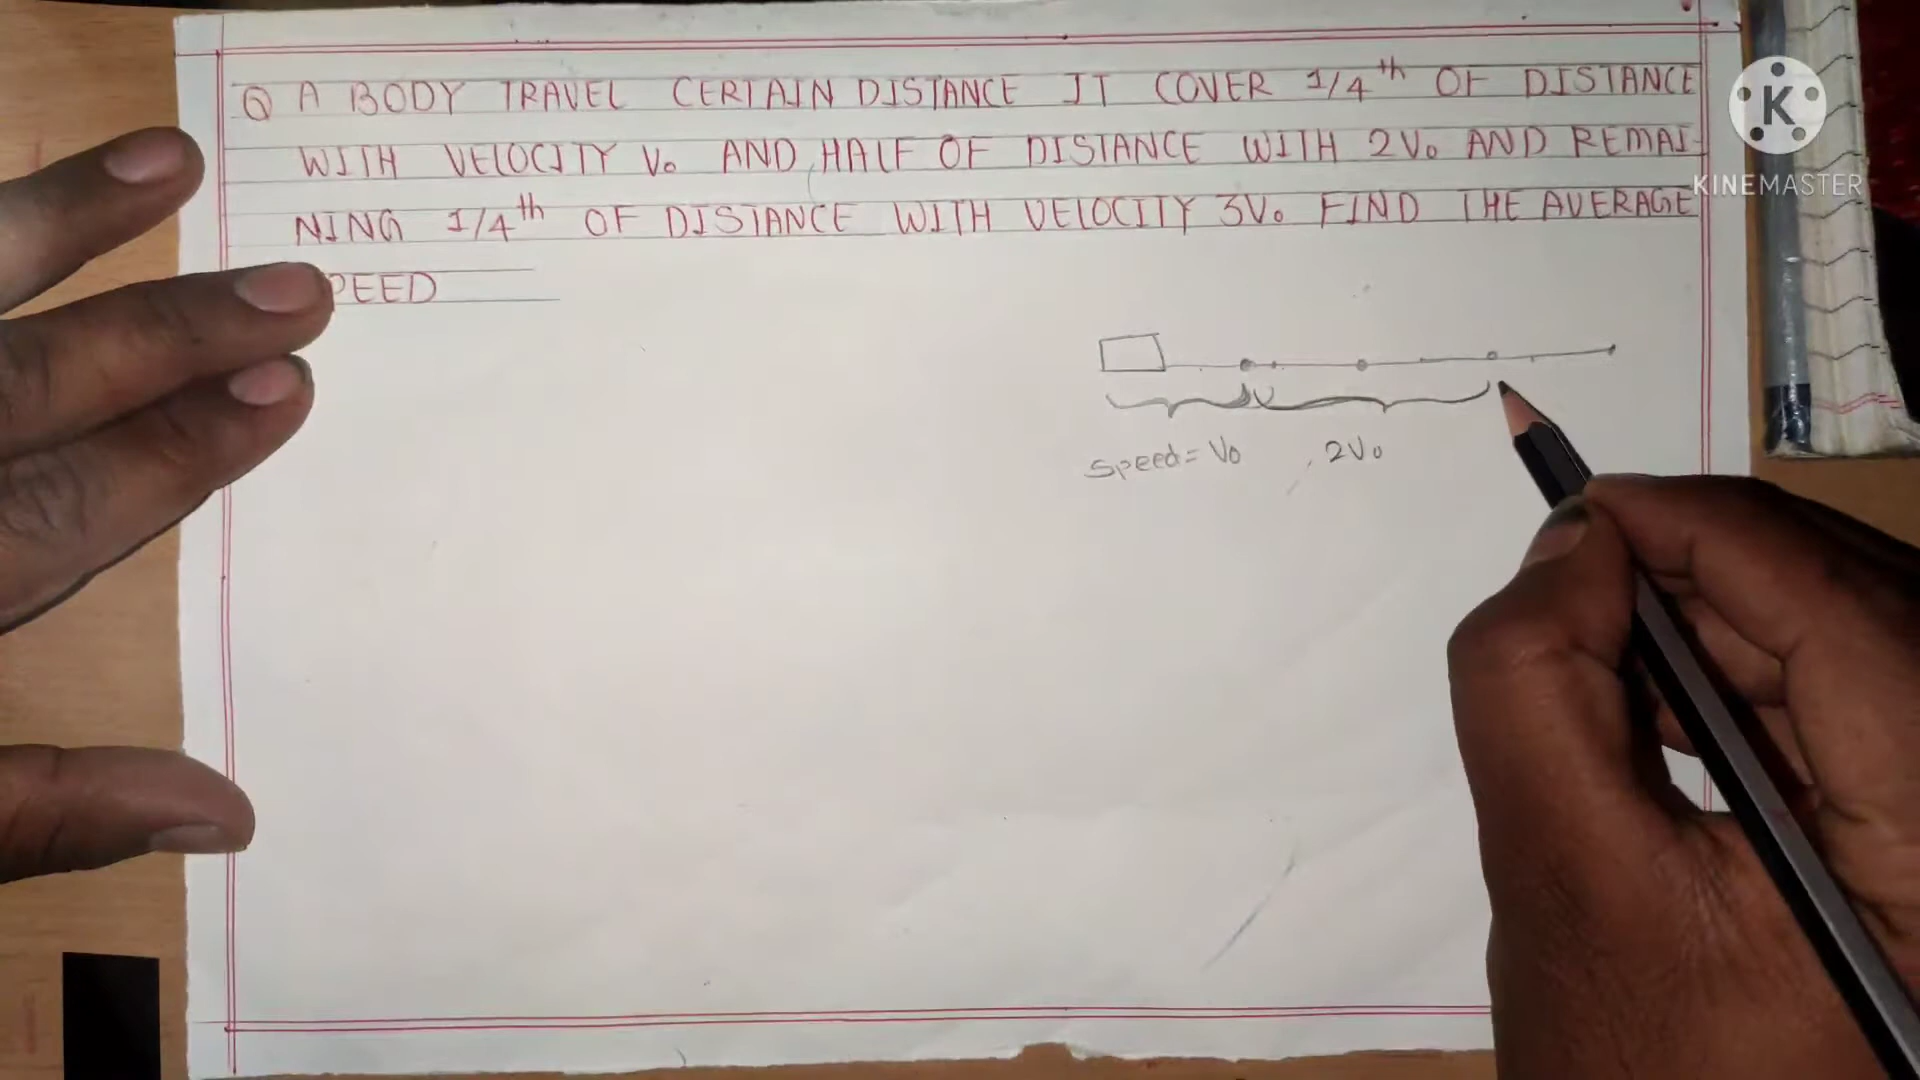 Q A BODY TRAVEL CERTAIN DISTANCE IT COVER 1/4th OF DISTANCE
WITH VELOCITY V₀ AND HALF OF DISTANCE WITH 2V₀ AND REMAI-
NING 1/4th OF DISTANCE WITH VELOCITY 3V₀ FIND THE AVERAGE
PEED
K
KINEMASTER
speed = V₀ , 2V₀